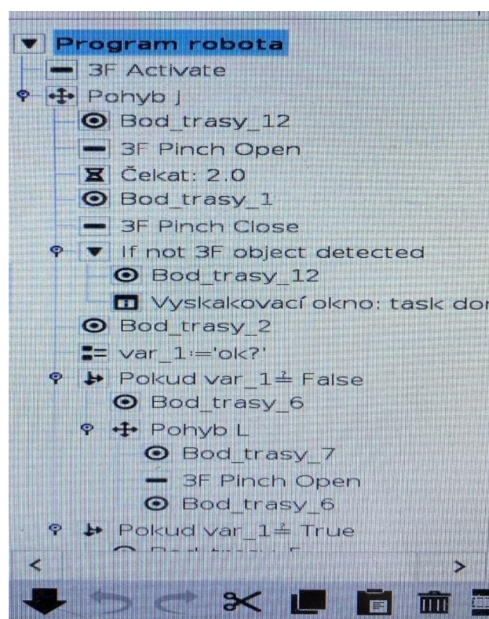 Program robota
3F Activate
Pohyb J
Bod_trasy_12
3F Pinch Open
Čekat: 2.0
Bod_trasy_1
3F Pinch Close
If not 3F object detected
Bod_trasy_12
Vyskakovací okno: task
Bod_trasy_2
var_1:='ok?'
Pokud var_1≟ False
Bod_trasy_6
Pohyb L
Bod_trasy_7
3F Pinch Open
Bod_trasy_6
Pokud var_1≟ True